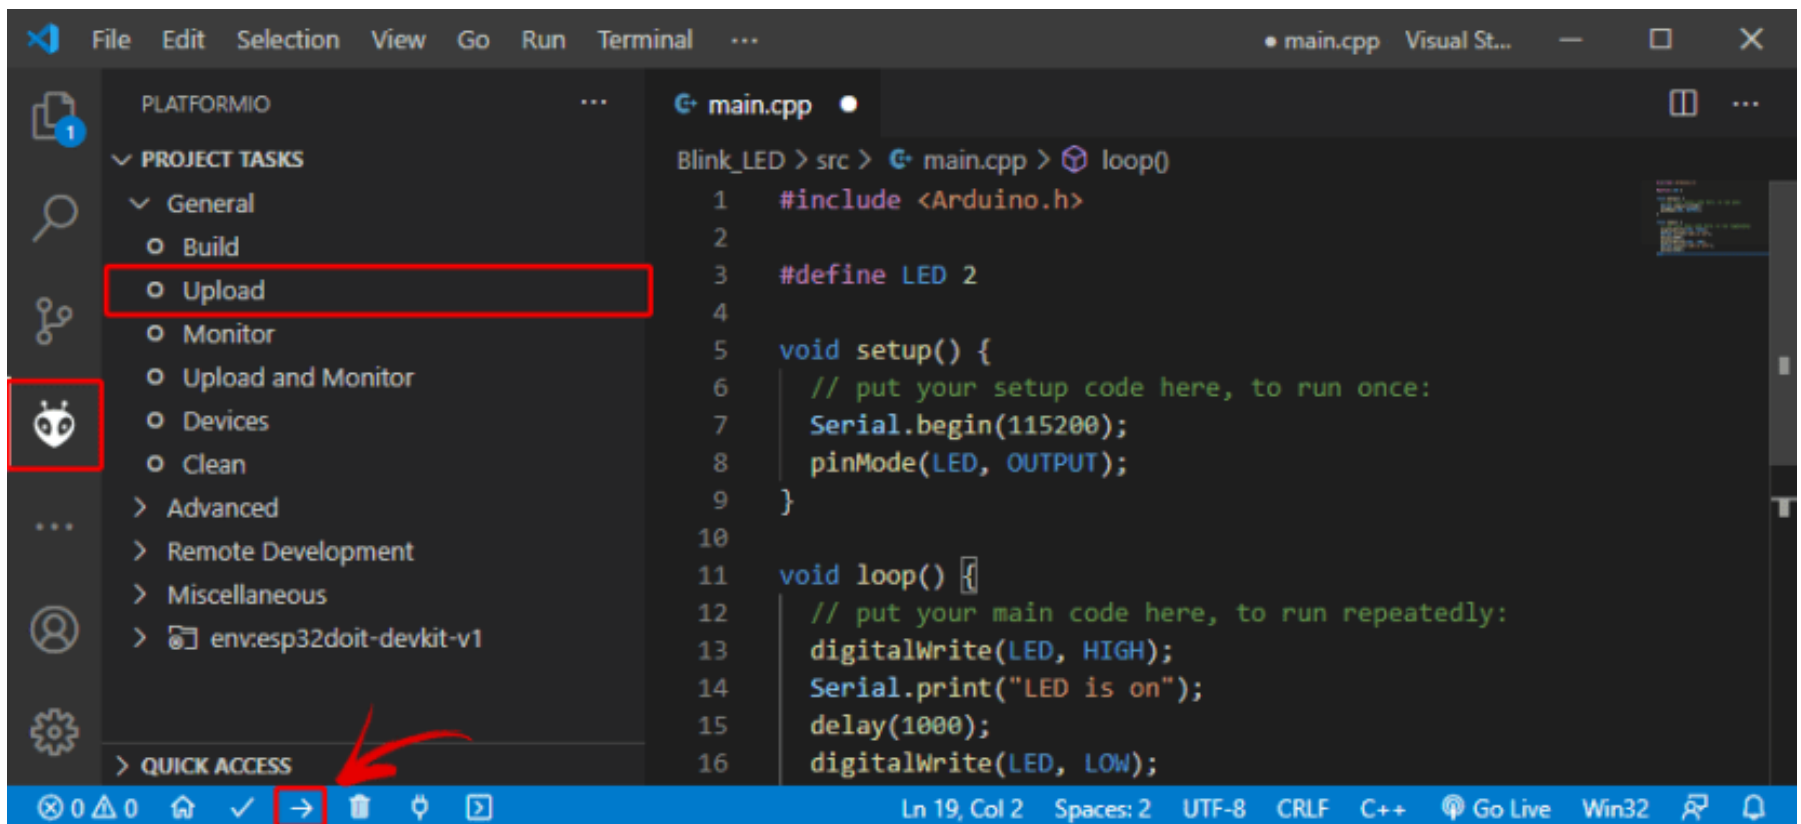 File Edit Selection View Go Run Terminal ···
● main.cpp Visual St...
1
PLATFORMIO ···
PROJECT TASKS
General
Build
Upload
Monitor
Upload and Monitor
Devices
Clean
Advanced
Remote Development
Miscellaneous
env:esp32doit-devkit-v1
QUICK ACCESS
main.cpp ●
Blink_LED > src > main.cpp > loop()
1 #include <Arduino.h>
2
3 #define LED 2
4
5 void setup() {
6 // put your setup code here, to run once:
7 Serial.begin(115200);
8 pinMode(LED, OUTPUT);
9 }
10
11 void loop() {
12 // put your main code here, to run repeatedly:
13 digitalWrite(LED, HIGH);
14 Serial.print("LED is on");
15 delay(1000);
16 digitalWrite(LED, LOW);
0 0 Ln 19, Col 2 Spaces: 2 UTF-8 CRLF C++ Go Live Win32